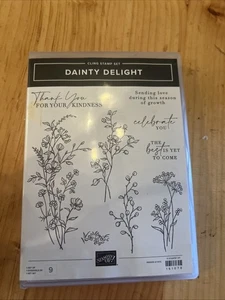 CLING STAMP SET
DAINTY DELIGHT
Thank You
FOR YOUR KINDNESS
Sending love
during this season
of growth
celebrate
YOU!
THE
best is yet
TO COME
9